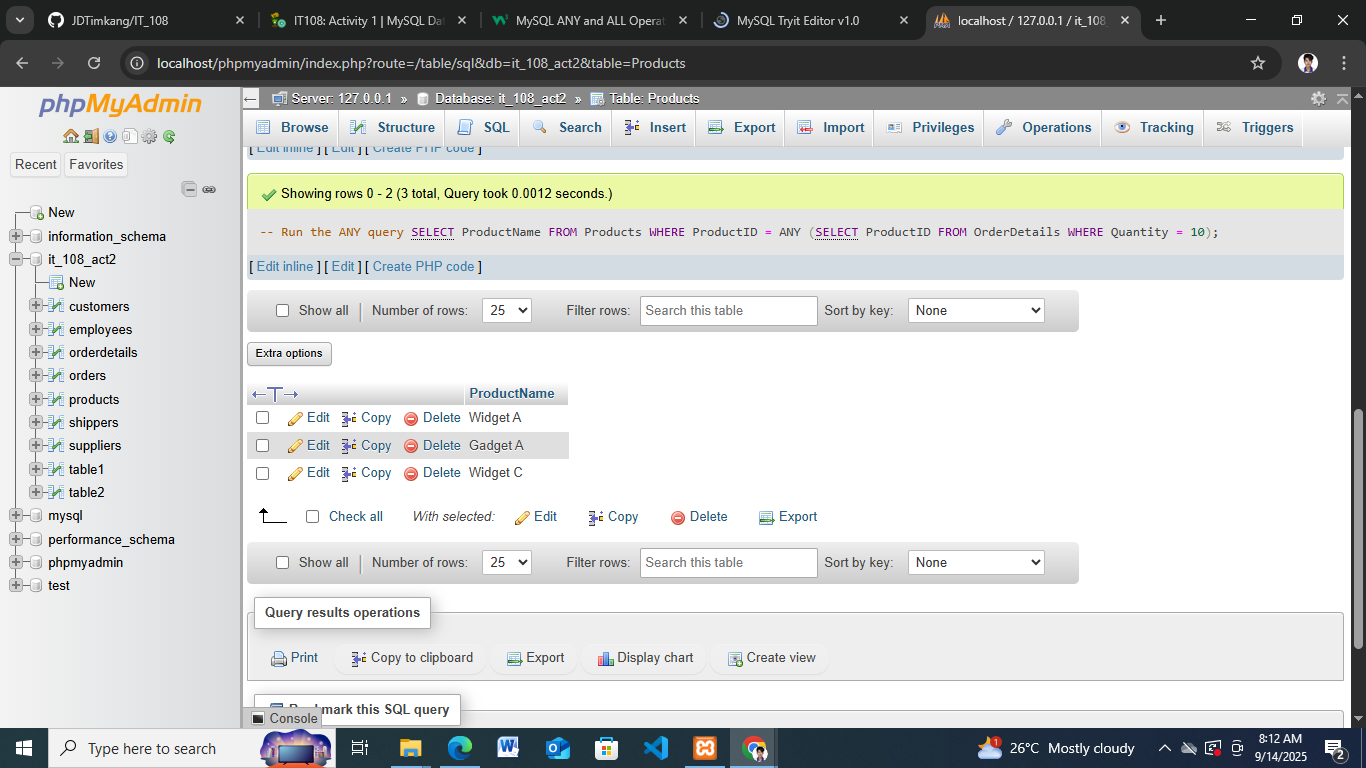 JDTimkang/IT_108
IT108: Activity 1 | MySQL Dat
MySQL ANY and ALL Operat
MySQL Tryit Editor v1.0
localhost / 127.0.0.1 / it_108
localhost/phpmyadmin/index.php?route=/table/sql&db=it_108_act2&table=Products
phpMyAdmin
Recent Favorites
New
information_schema
it_108_act2
New
customers
employees
orderdetails
orders
products
shippers
suppliers
table1
table2
mysql
performance_schema
phpmyadmin
test
Server: 127.0.0.1 » Database: it_108_act2 » Table: Products
Browse Structure SQL Search Insert Export Import Privileges Operations Tracking Triggers
[ Edit inline ] [ Edit ] [ Create PHP code ]
Showing rows 0 - 2 (3 total, Query took 0.0012 seconds.)
-- Run the ANY query SELECT ProductName FROM Products WHERE ProductID = ANY (SELECT ProductID FROM OrderDetails WHERE Quantity = 10);
[ Edit inline ] [ Edit ] [ Create PHP code ]
Show all Number of rows: 25 Filter rows: Search this table Sort by key: None
Extra options
ProductName
Edit Copy Delete Widget A
Edit Copy Delete Gadget A
Edit Copy Delete Widget C
Check all With selected: Edit Copy Delete Export
Show all Number of rows: 25 Filter rows: Search this table Sort by key: None
Query results operations
Print Copy to clipboard Export Display chart Create view
mark this SQL query
Console
Type here to search
1
26°C Mostly cloudy
8:12 AM
9/14/2025
2